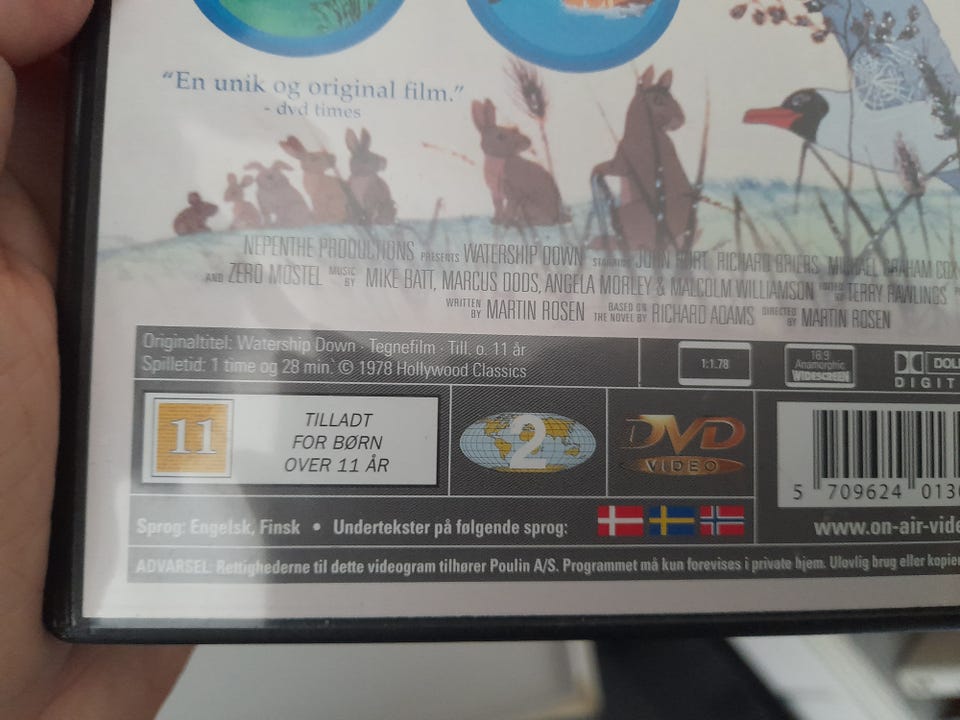 “En unik og original film.”
- dvd times
NEPENTHE PRODUCTIONS PRESENTS WATERSHIP DOWN STARRING JOHN HURT, RICHARD BRIERS, MICHAEL GRAHAM COX
AND ZERO MOSTEL MUSIC BY MIKE BATT, MARCUS DODS, ANGELA MORLEY & MALCOLM WILLIAMSON EDITED BY TERRY RAWLINGS
WRITTEN BY MARTIN ROSEN BASED ON THE NOVEL BY RICHARD ADAMS DIRECTED BY MARTIN ROSEN
Originaltitel: Watership Down · Tegnefilm · Till. o. 11 år
Spilletid: 1 time og 28 min. © 1978 Hollywood Classics
1:1.78
16:9
Anamorphic
WIDESCREEN
DOL
DIGIT
11
TILLADT
FOR BØRN
OVER 11 ÅR
2
DVD
VIDEO
5 709624 013
Sprog: Engelsk, Finsk • Undertekster på følgende sprog:
www.on-air-vide
ADVARSEL: Rettighederne til dette videogram tilhører Poulin A/S. Programmet må kun forevises i private hjem. Ulovlig brug eller kopier